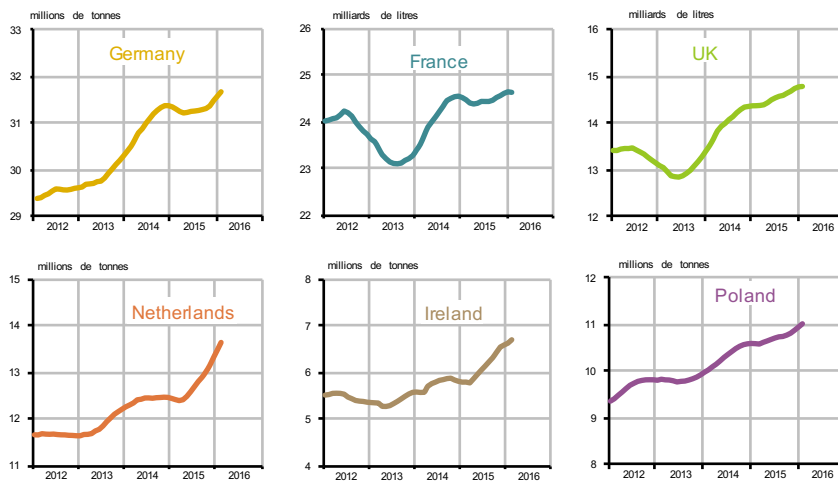 millions de tonnes
33
32
31
30
29
Germany
2012 2013 2014 2015 2016
milliards de litres
26
25
24
23
22
France
2012 2013 2014 2015 2016
milliards de litres
16
15
14
13
12
UK
2012 2013 2014 2015 2016
millions de tonnes
15
14
13
12
11
Netherlands
2012 2013 2014 2015 2016
millions de tonnes
8
7
6
5
4
Ireland
2012 2013 2014 2015 2016
millions de tonnes
12
11
10
9
8
Poland
2012 2013 2014 2015 2016